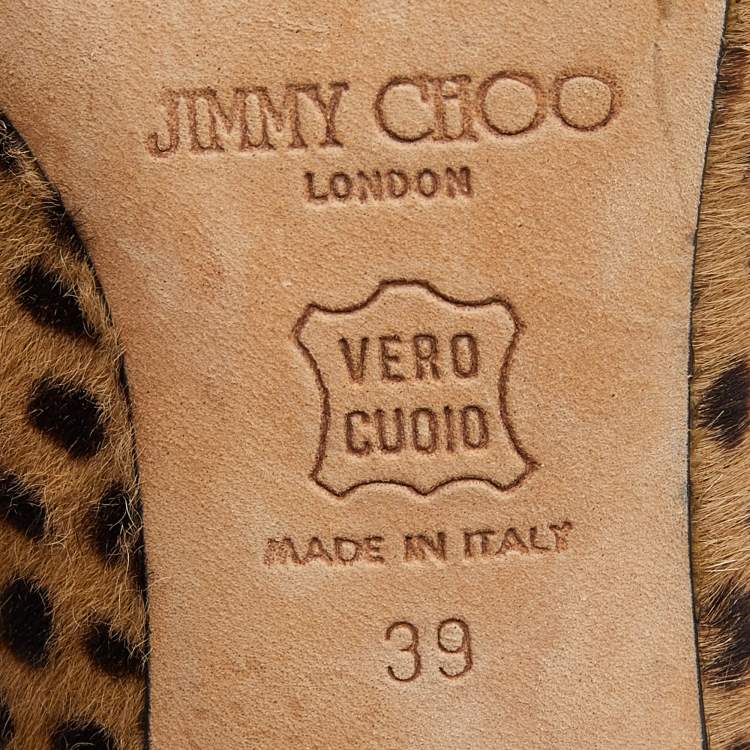 JIMMY CHOO
LONDON
VERO
CUOIO
MADE IN ITALY
39